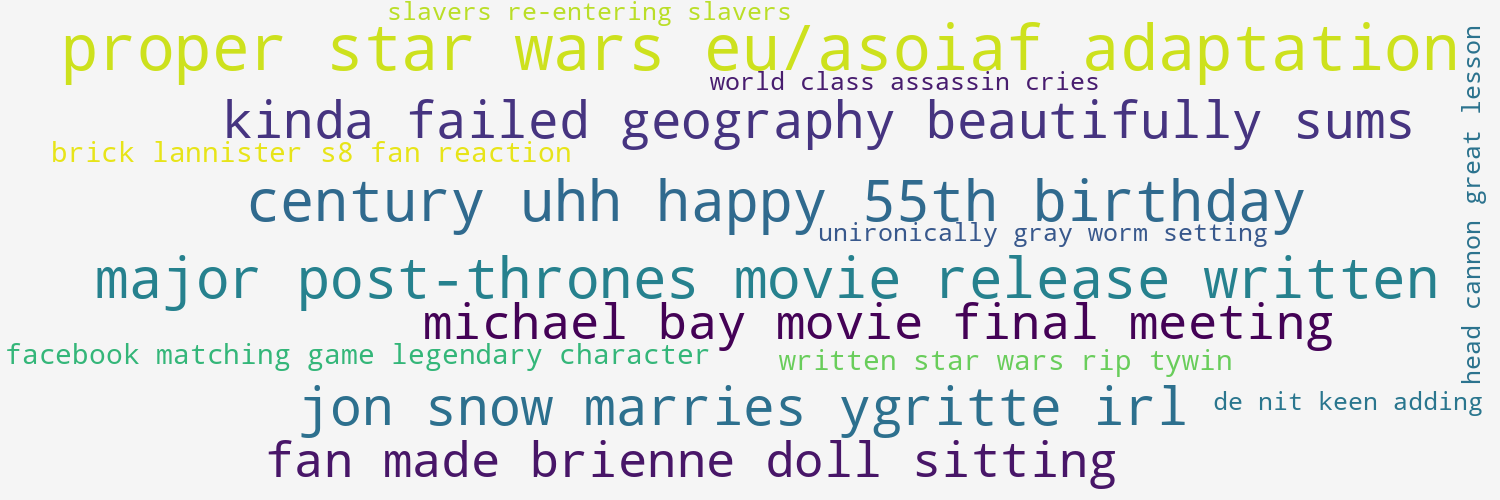 slavers re-entering slavers
proper star wars eu/asoiaf adaptation
world class assassin cries
kinda failed geography beautifully sums
brick lannister s8 fan reaction
century uhh happy 55th birthday
unironically gray worm setting
major post-thrones movie release written
michael bay movie final meeting
facebook matching game legendary character
written star wars rip tywin
jon snow marries ygritte irl
de nit keen adding
fan made brienne doll sitting
head cannon great lesson